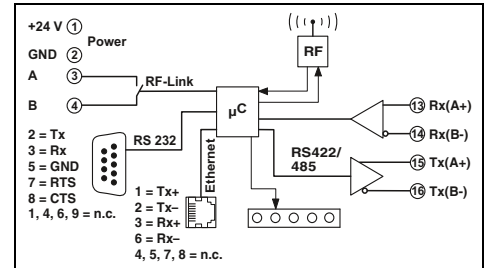 +24 V 1
Power
GND 2
A 3
RF-Link
B 4
RF
µC
13 Rx(A+)
14 Rx(B-)
RS422/
485
15 Tx(A+)
16 Tx(B-)
RS 232
2 = Tx
3 = Rx
5 = GND
7 = RTS
8 = CTS
1, 4, 6, 9 = n.c.
Ethernet
1 = Tx+
2 = Tx–
3 = Rx+
6 = Rx–
4, 5, 7, 8 = n.c.